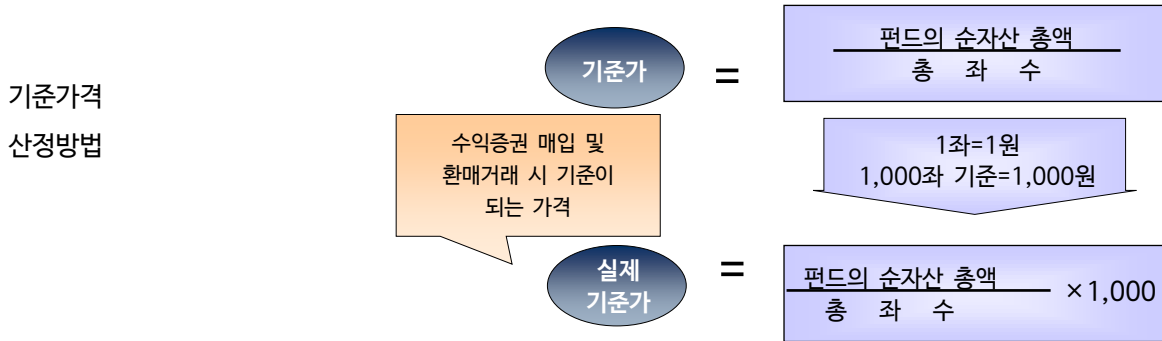 기준가격
산정방법
기준가
=
펀드의 순자산 총액
총 좌 수
수익증권 매입 및
환매거래 시 기준이
되는 가격
1좌=1원
1,000좌 기준=1,000원
실제
기준가
=
펀드의 순자산 총액
총 좌 수
×1,000